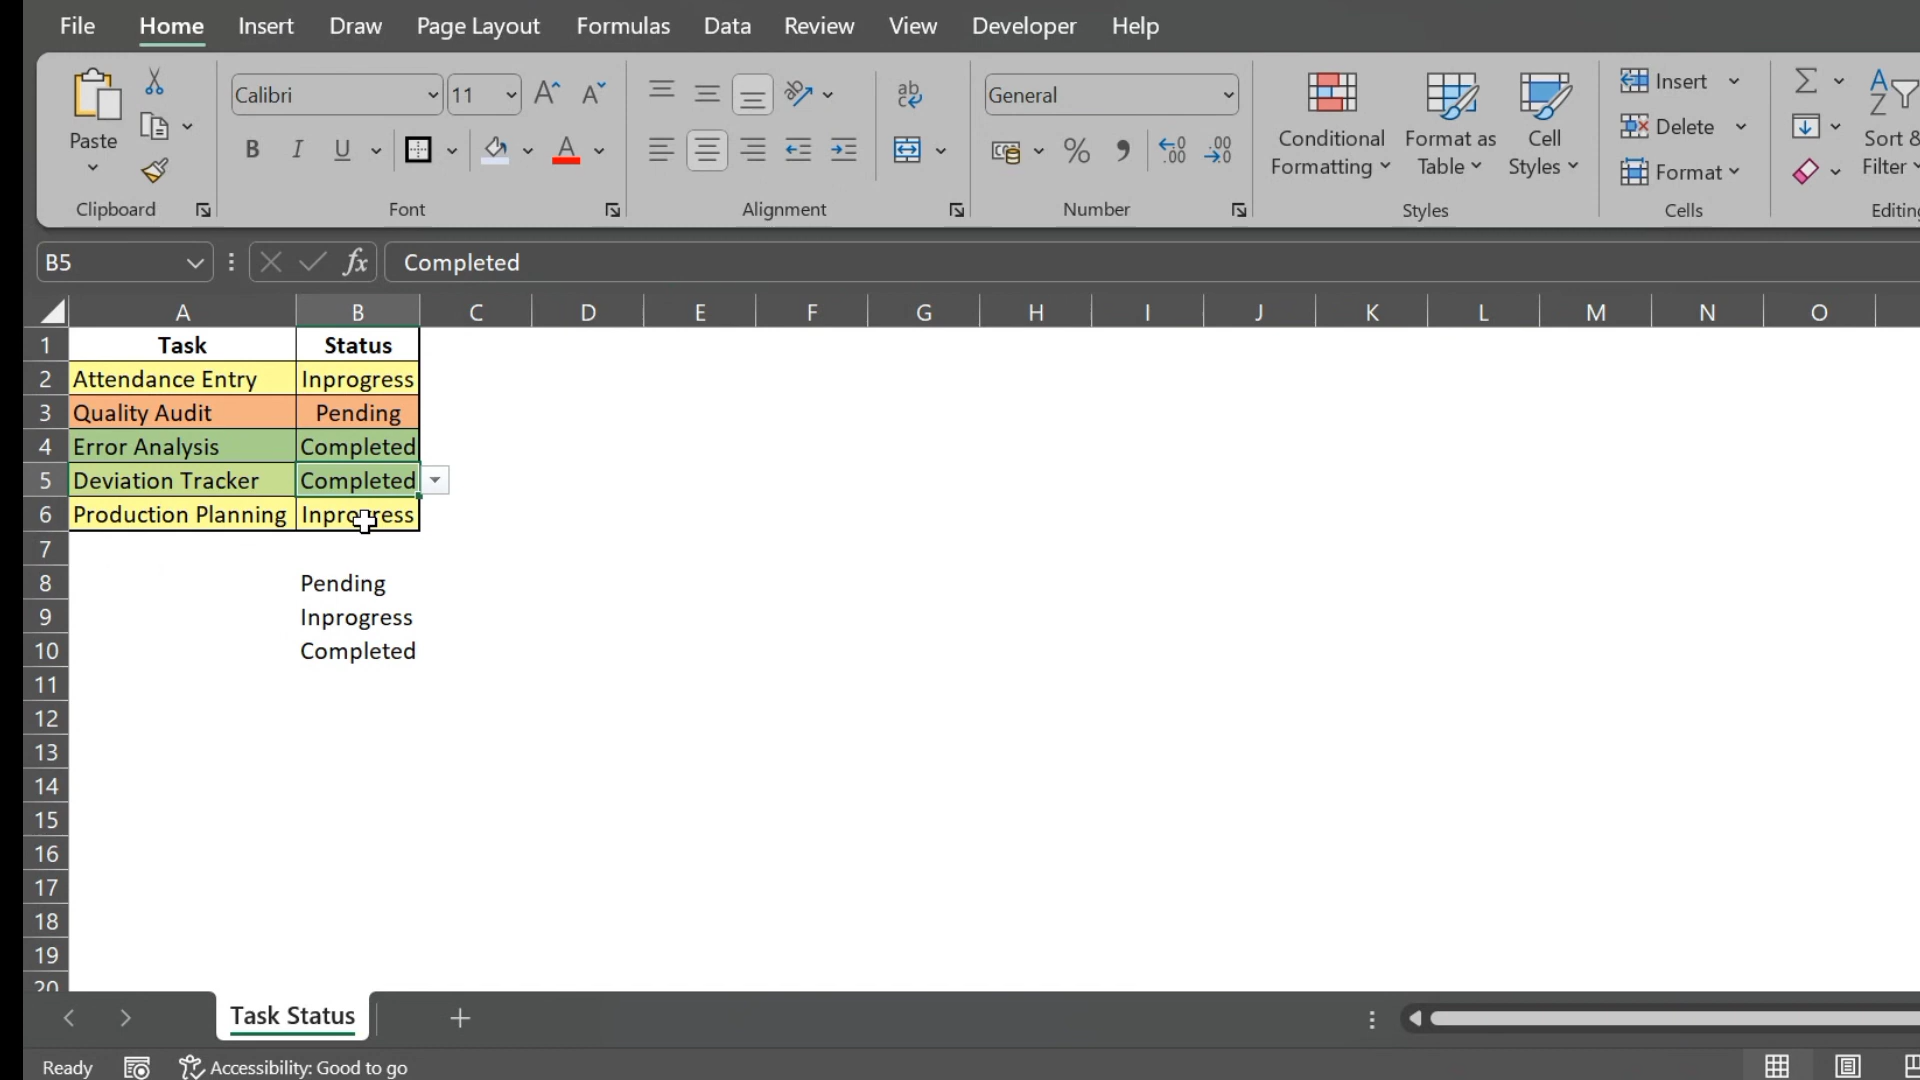 File Home Insert Draw Page Layout Formulas Data Review View Developer Help
Calibri 11 General
Paste
Conditional Formatting
Format as Table
Cell Styles
Insert
Delete
Format
Sort &
Filter
B I U A
Clipboard Font Alignment Number Styles Cells Editing
B5 fx Completed
A B C D E F G H I J K L M N O
1 Task Status
2 Attendance Entry Inprogress
3 Quality Audit Pending
4 Error Analysis Completed
5 Deviation Tracker Completed
6 Production Planning Inprogress
7
8 Pending
9 Inprogress
10 Completed
11
12
13
14
15
16
17
18
19
20
Task Status
Ready Accessibility: Good to go